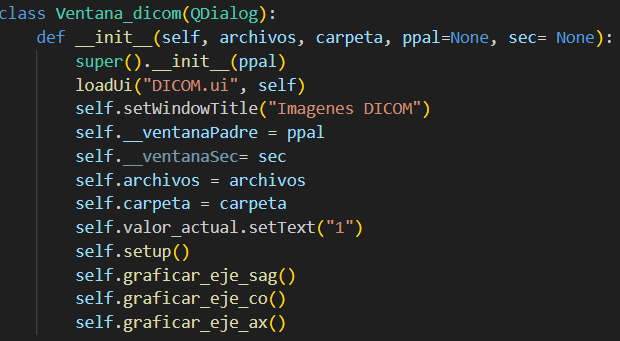 class Ventana_dicom(QDialog):
    def __init__(self, archivos, carpeta, ppal=None, sec= None):
        super().__init__(ppal)
        loadUi("DICOM.ui", self)
        self.setWindowTitle("Imagenes DICOM")
        self.__ventanaPadre = ppal
        self.__ventanaSec= sec
        self.archivos = archivos
        self.carpeta = carpeta
        self.valor_actual.setText("1")
        self.setup()
        self.graficar_eje_sag()
        self.graficar_eje_co()
        self.graficar_eje_ax()